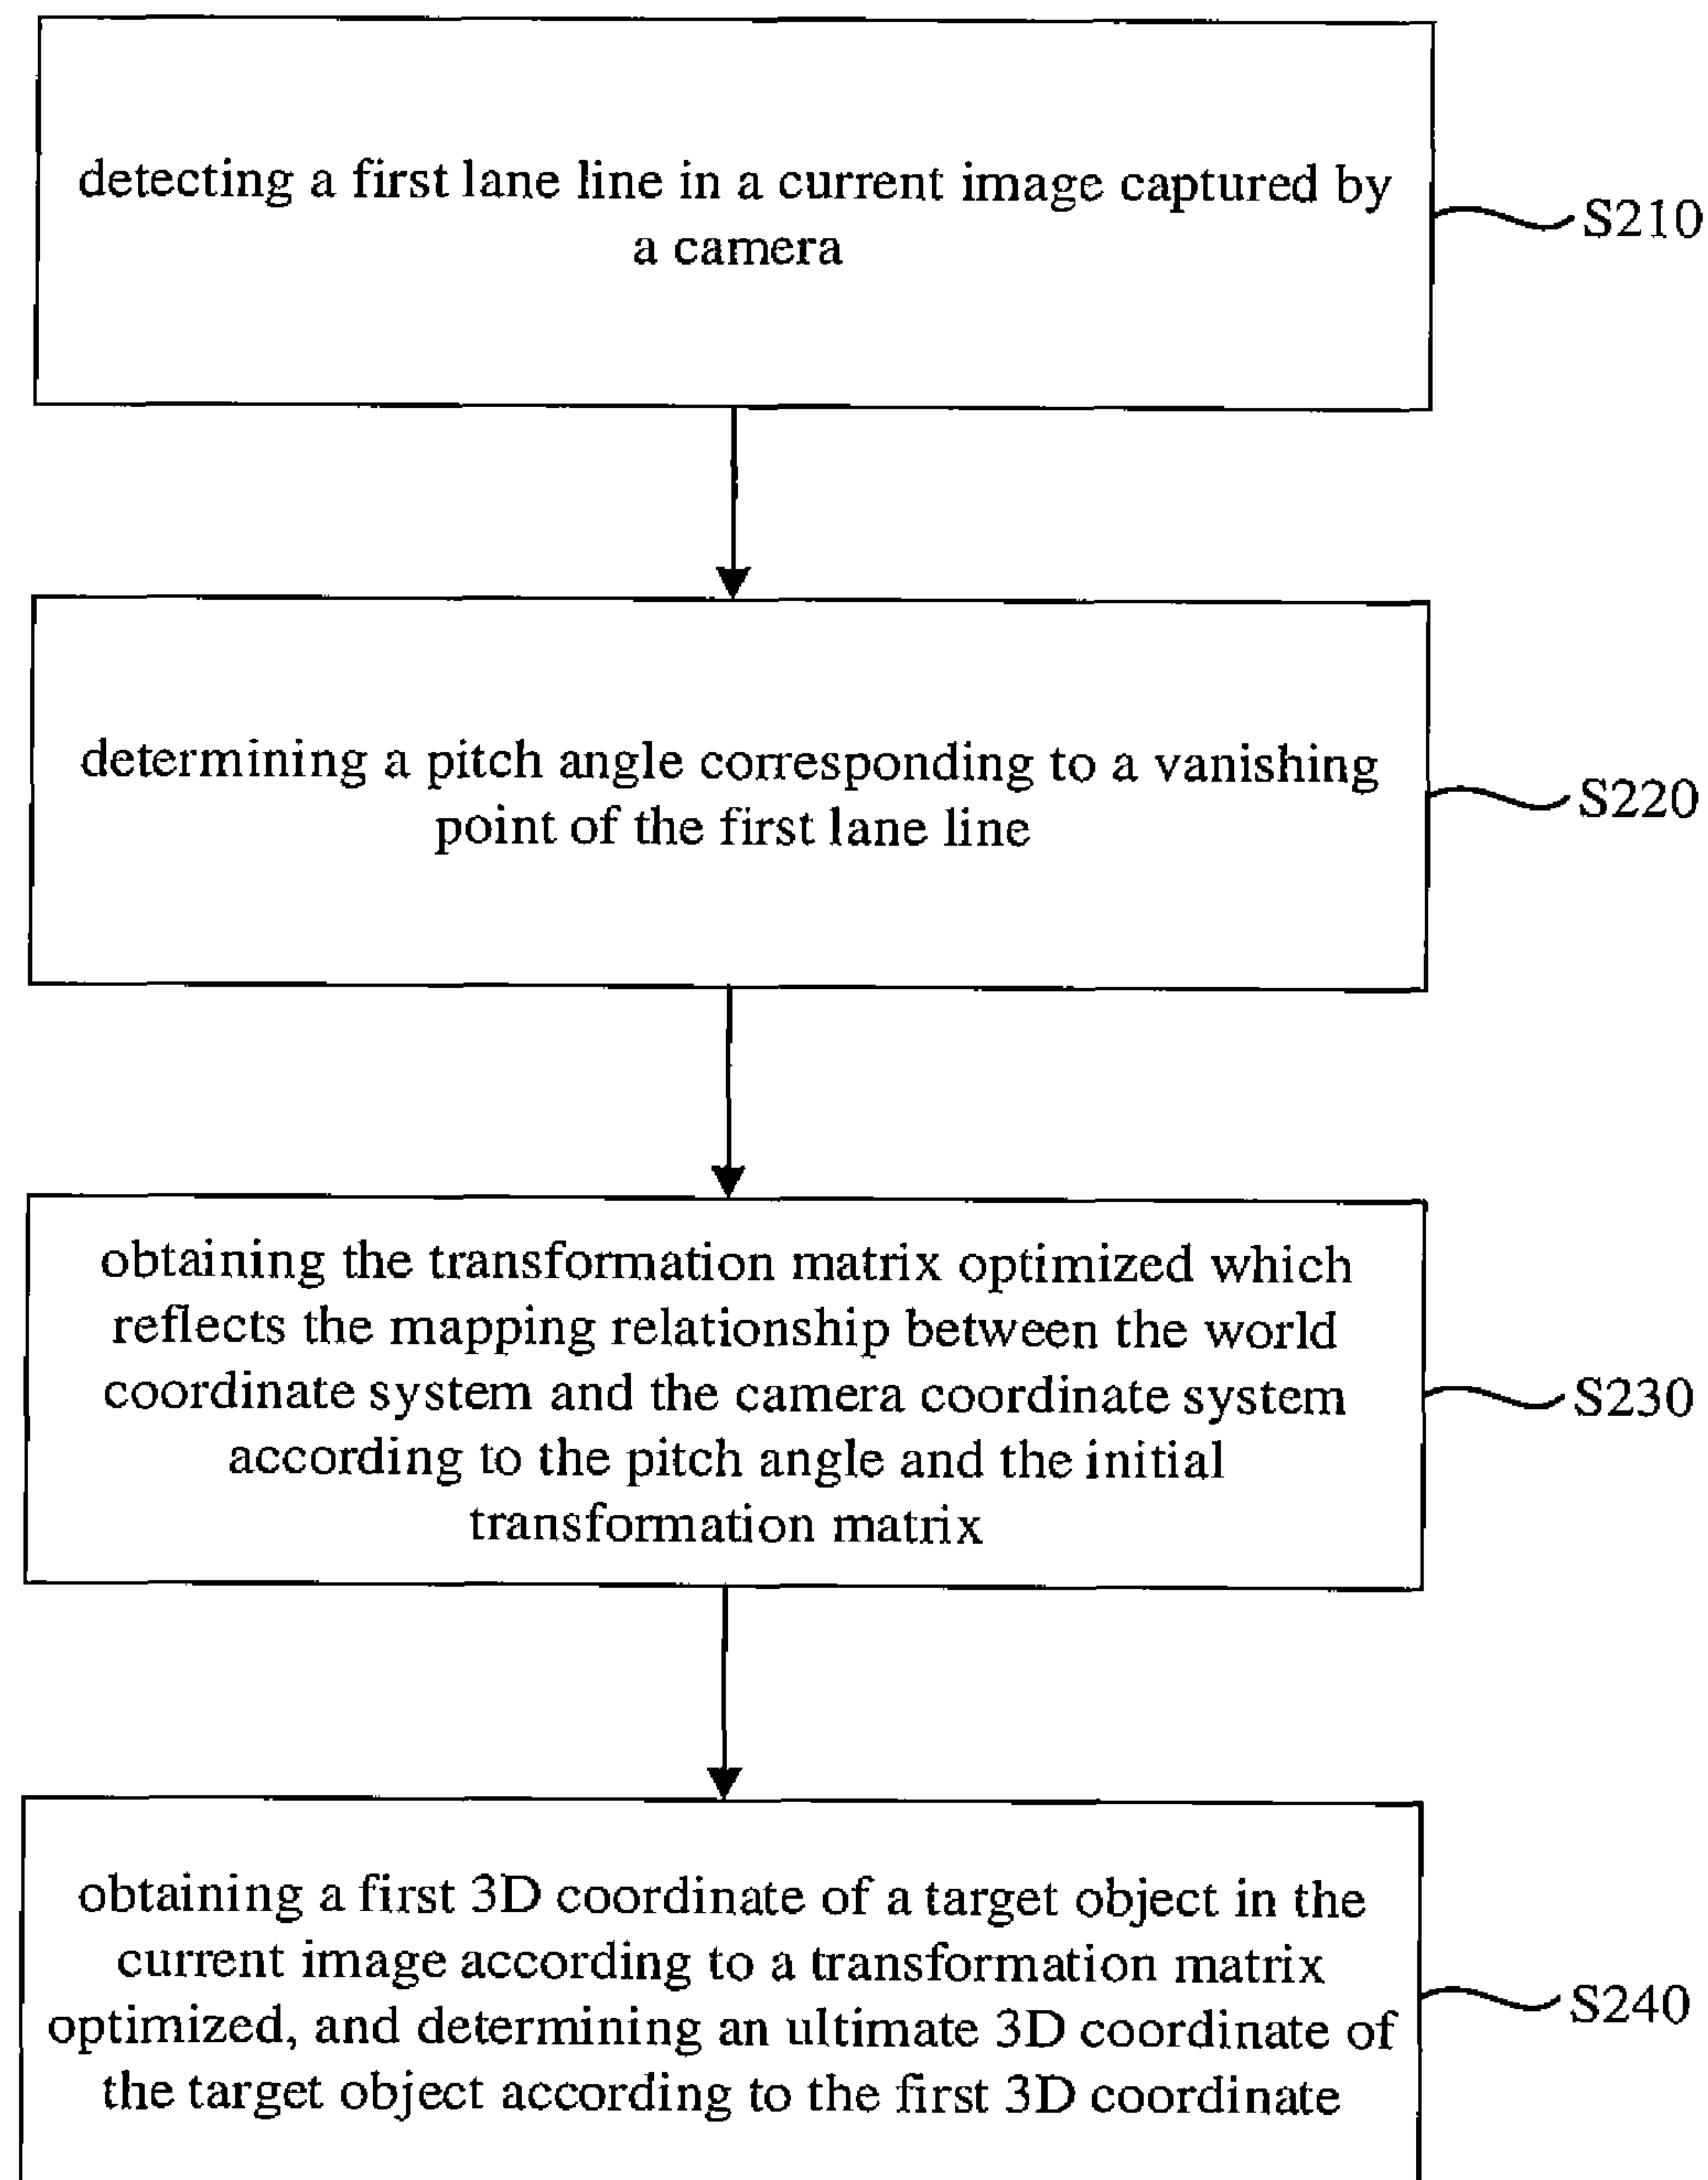 detecting a first lane line in a current image captured by
a camera
S210
determining a pitch angle corresponding to a vanishing
point of the first lane line
S220
obtaining the transformation matrix optimized which
reflects the mapping relationship between the world
coordinate system and the camera coordinate system
according to the pitch angle and the initial
transformation matrix
S230
obtaining a first 3D coordinate of a target object in the
current image according to a transformation matrix
optimized, and determining an ultimate 3D coordinate of
the target object according to the first 3D coordinate
S240